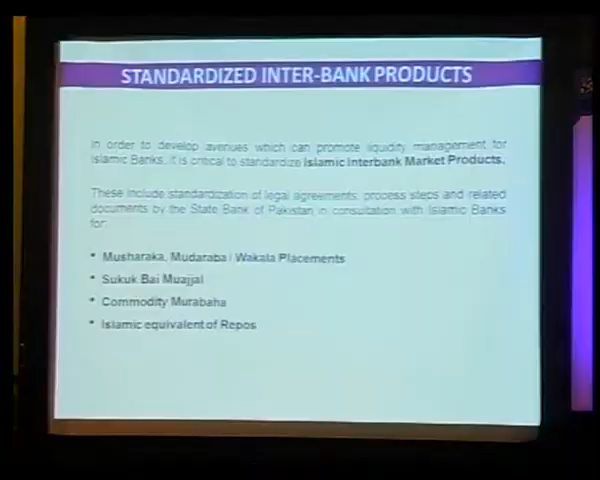 STANDARDIZED INTER-BANK PRODUCTS
In order to develop avenues which can promote liquidity management for
Islamic Banks, it is critical to standardize Islamic Interbank Market Products.
These include standardization of legal agreements, process steps and related
documents by the State Bank of Pakistan in consultation with Islamic Banks
for:
• Musharaka, Mudaraba / Wakala Placements
• Sukuk Bai Muajjal
• Commodity Murabaha
• Islamic equivalent of Repos